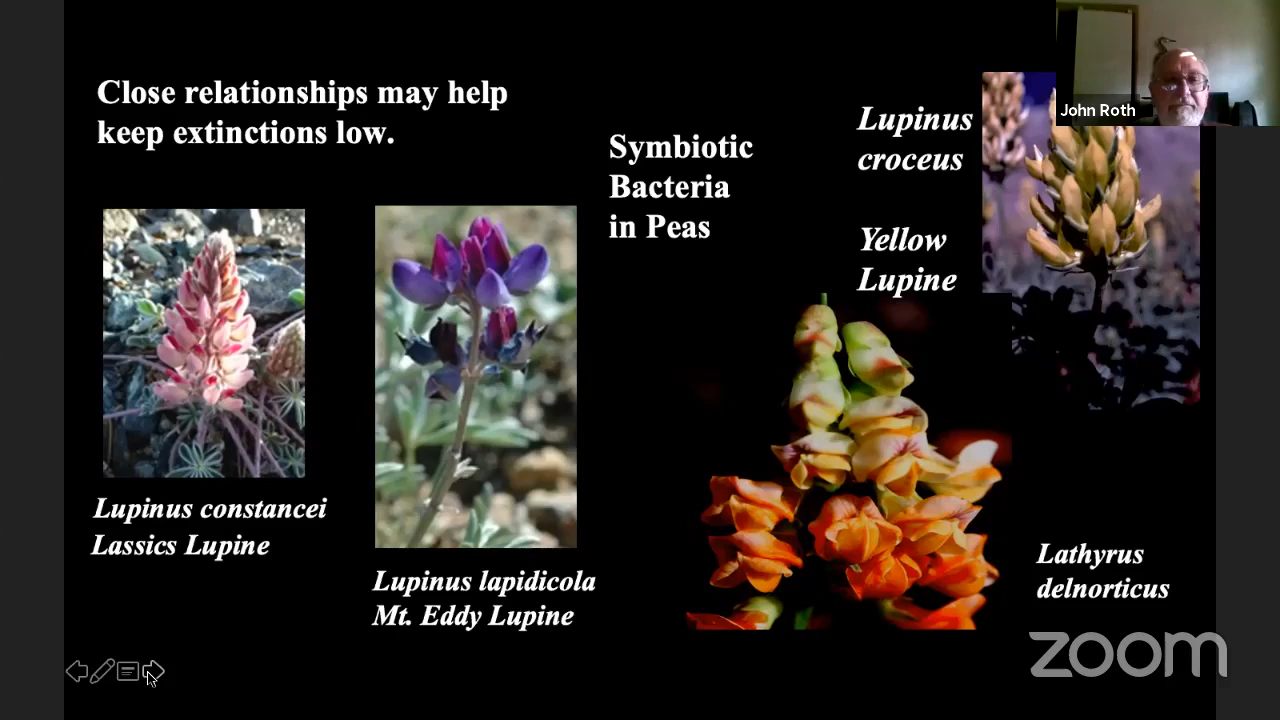 Close relationships may help
keep extinctions low.
Symbiotic
Bacteria
in Peas
Lupinus
croceus
Yellow
Lupine
John Roth
Lupinus constancei
Lassics Lupine
Lupinus lapidicola
Mt. Eddy Lupine
Lathyrus
delnorticus
zoom